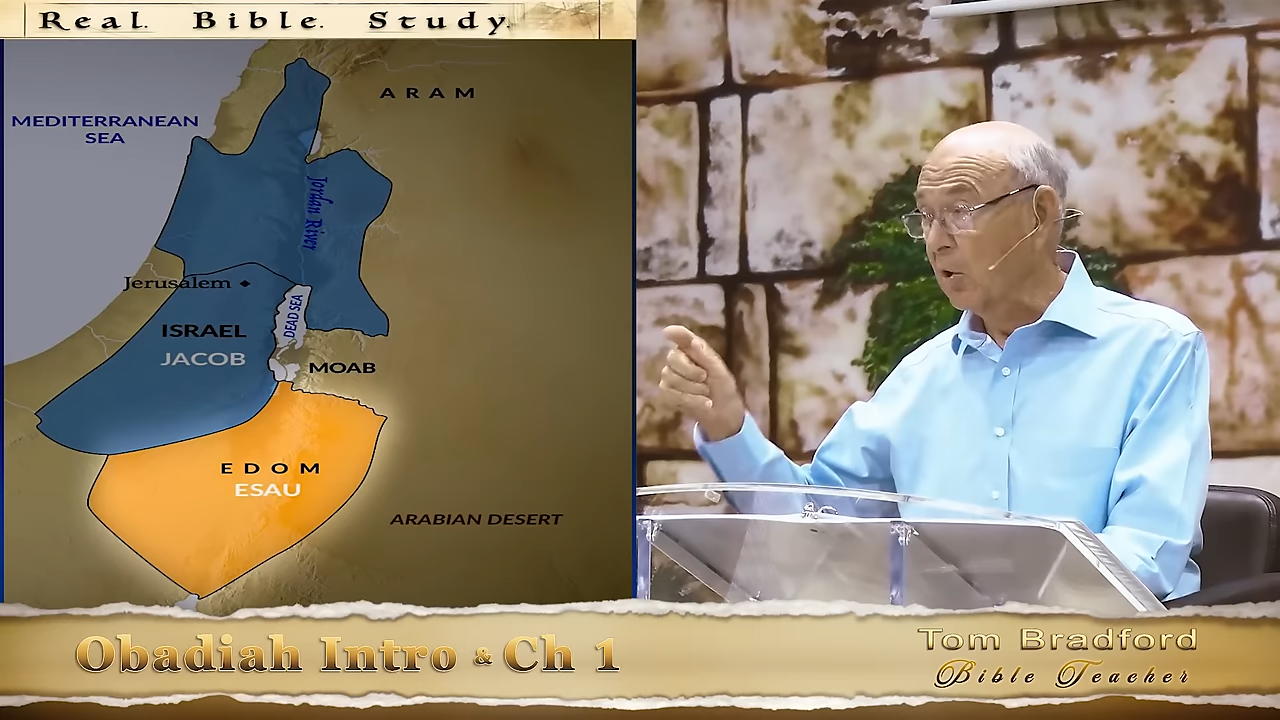 Real. Bible. Study.
ARAM
MEDITERRANEAN
SEA
Jordan River
Jerusalem
DEAD SEA
ISRAEL
JACOB
MOAB
EDOM
ESAU
ARABIAN DESERT
Obadiah Intro & Ch 1
Tom Bradford
Bible Teacher